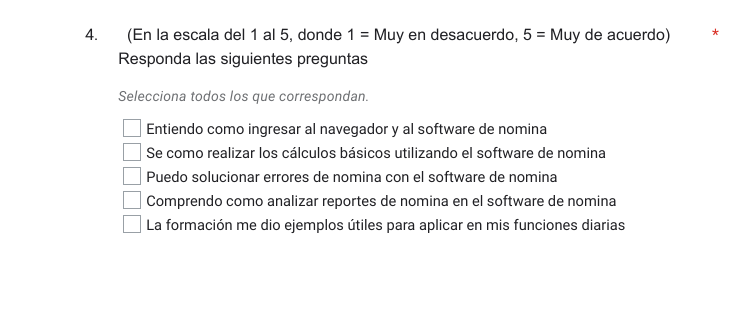 4. (En la escala del 1 al 5, donde 1 = Muy en desacuerdo, 5 = Muy de acuerdo) *
Responda las siguientes preguntas
Selecciona todos los que correspondan.
Entiendo como ingresar al navegador y al software de nomina
Se como realizar los cálculos básicos utilizando el software de nomina
Puedo solucionar errores de nomina con el software de nomina
Comprendo como analizar reportes de nomina en el software de nomina
La formación me dio ejemplos útiles para aplicar en mis funciones diarias